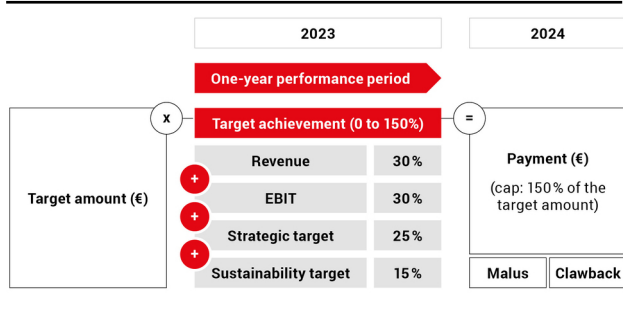 2023
2024
One-year performance period
x
Target achievement (0 to 150%)
=
Target amount (€)
Revenue 30%
+
EBIT 30%
+
Strategic target 25%
+
Sustainability target 15%
Payment (€)
(cap: 150% of the
target amount)
Malus
Clawback